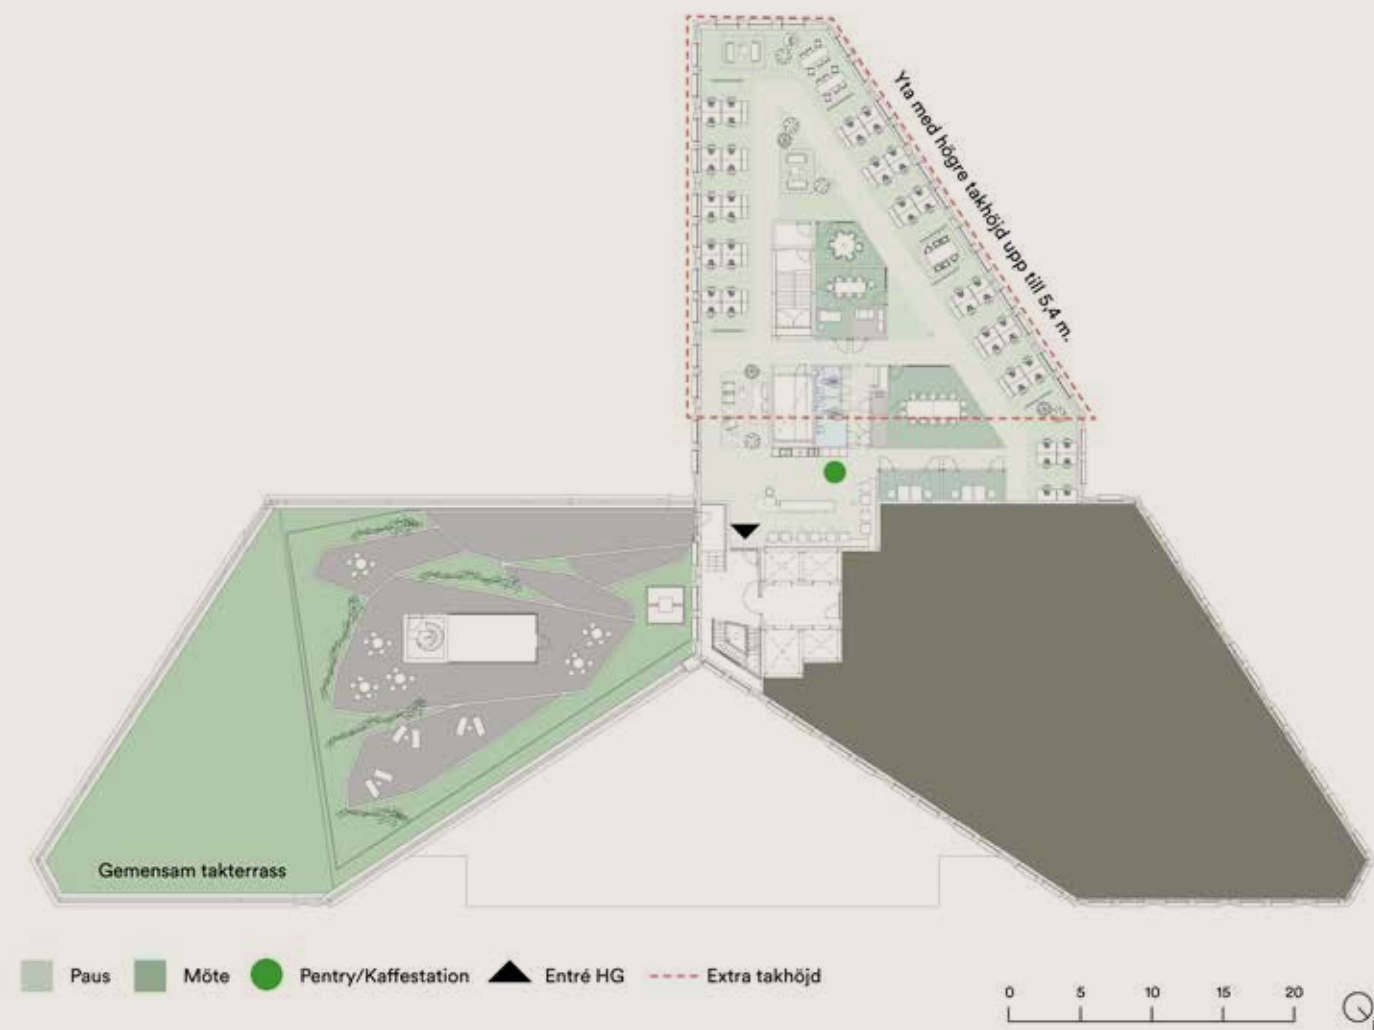 Yta med högre takhöjd upp till 5,4 m.
Gemensam takterrass
Paus Möte Pentry/Kaffestation Entré HG Extra takhöjd
0 5 10 15 20